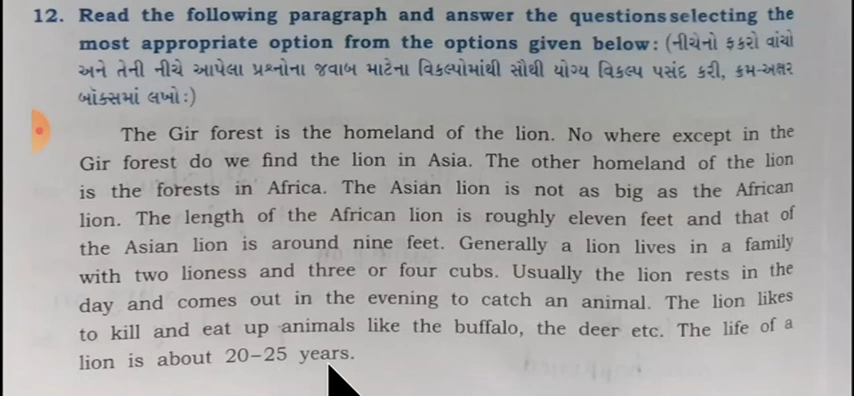 12. Read the following paragraph and answer the questions selecting the
most appropriate option from the options given below: (નીચેનો ફકરો વાંચો
અને તેની નીચે આપેલા પ્રશ્નોના જવાબ માટેના વિકલ્પોમાંથી સૌથી યોગ્ય વિકલ્પ પસંદ કરી, ક્રમ-અક્ષર
બૉક્સમાં લખો :)
The Gir forest is the homeland of the lion. No where except in the
Gir forest do we find the lion in Asia. The other homeland of the lion
is the forests in Africa. The Asian lion is not as big as the African
lion. The length of the African lion is roughly eleven feet and that of
the Asian lion is around nine feet. Generally a lion lives in a family
with two lioness and three or four cubs. Usually the lion rests in the
day and comes out in the evening to catch an animal. The lion likes
to kill and eat up animals like the buffalo, the deer etc. The life of a
lion is about 20–25 years.